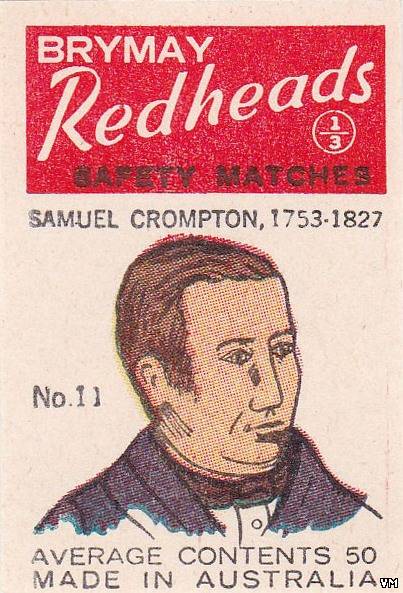 BRYMAY
Redheads
1/3
SAFETY MATCHES
SAMUEL CROMPTON, 1753-1827
No.11
AVERAGE CONTENTS 50
MADE IN AUSTRALIA
VM